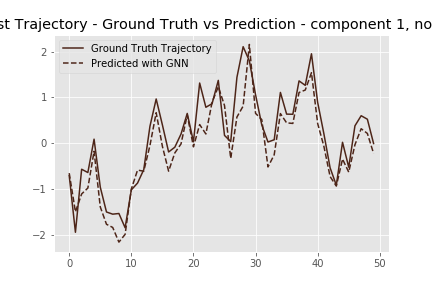 st Trajectory - Ground Truth vs Prediction - component 1, no
Ground Truth Trajectory
Predicted with GNN
2
1
0
−1
−2
0 10 20 30 40 50